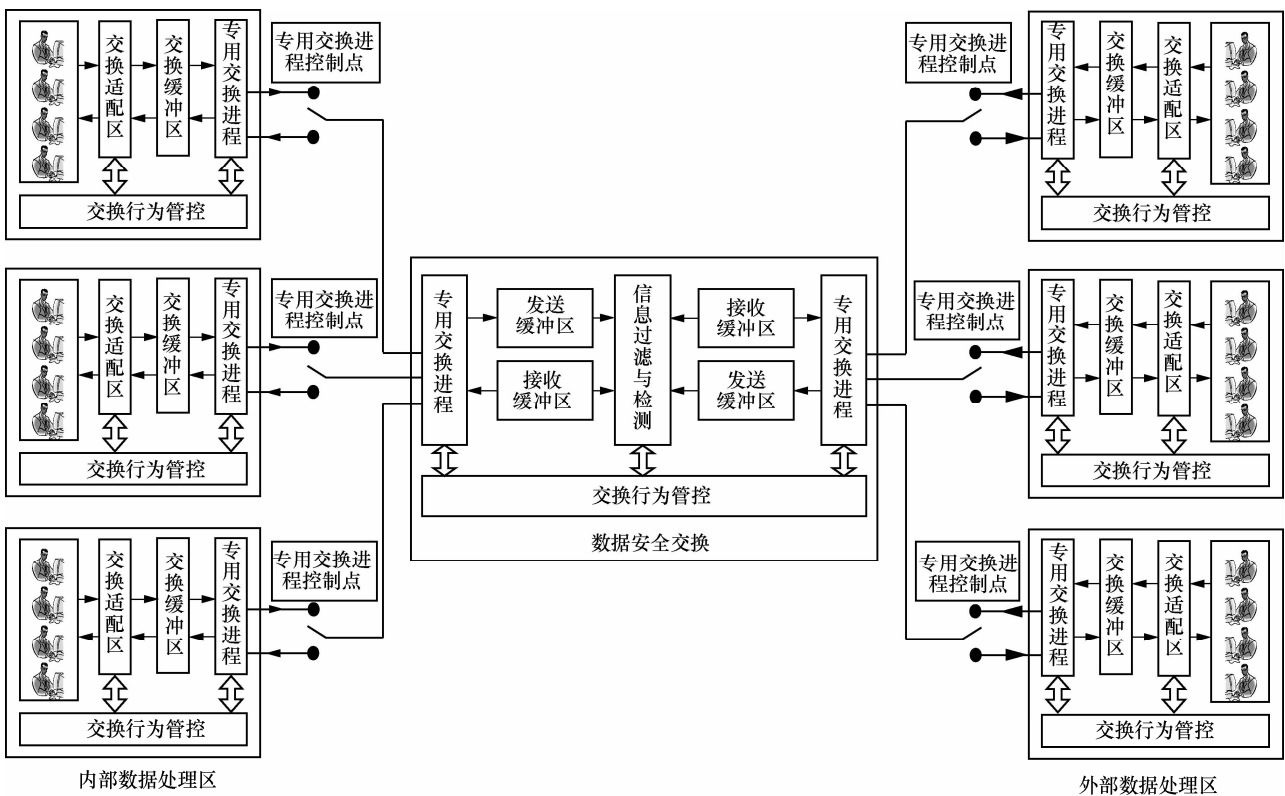 交换适配区
交换缓冲区
专用交换进程
专用交换进
程控制点
交换行为管控
交换适配区
交换缓冲区
专用交换进程
专用交换进
程控制点
交换行为管控
交换适配区
交换缓冲区
专用交换进程
专用交换进
程控制点
交换行为管控
内部数据处理区
专用交换进程
发送
缓冲区
接收
缓冲区
信息过滤与检测
接收
缓冲区
发送
缓冲区
专用交换进程
交换行为管控
数据安全交换
专用交换进
程控制点
专用交换进程
交换缓冲区
交换适配区
交换行为管控
专用交换进
程控制点
专用交换进程
交换缓冲区
交换适配区
交换行为管控
专用交换进
程控制点
专用交换进程
交换缓冲区
交换适配区
交换行为管控
外部数据处理区